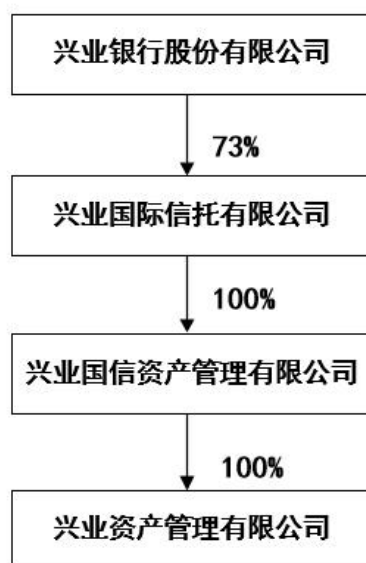 兴业银行股份有限公司
73%
兴业国际信托有限公司
100%
兴业国信资产管理有限公司
100%
兴业资产管理有限公司